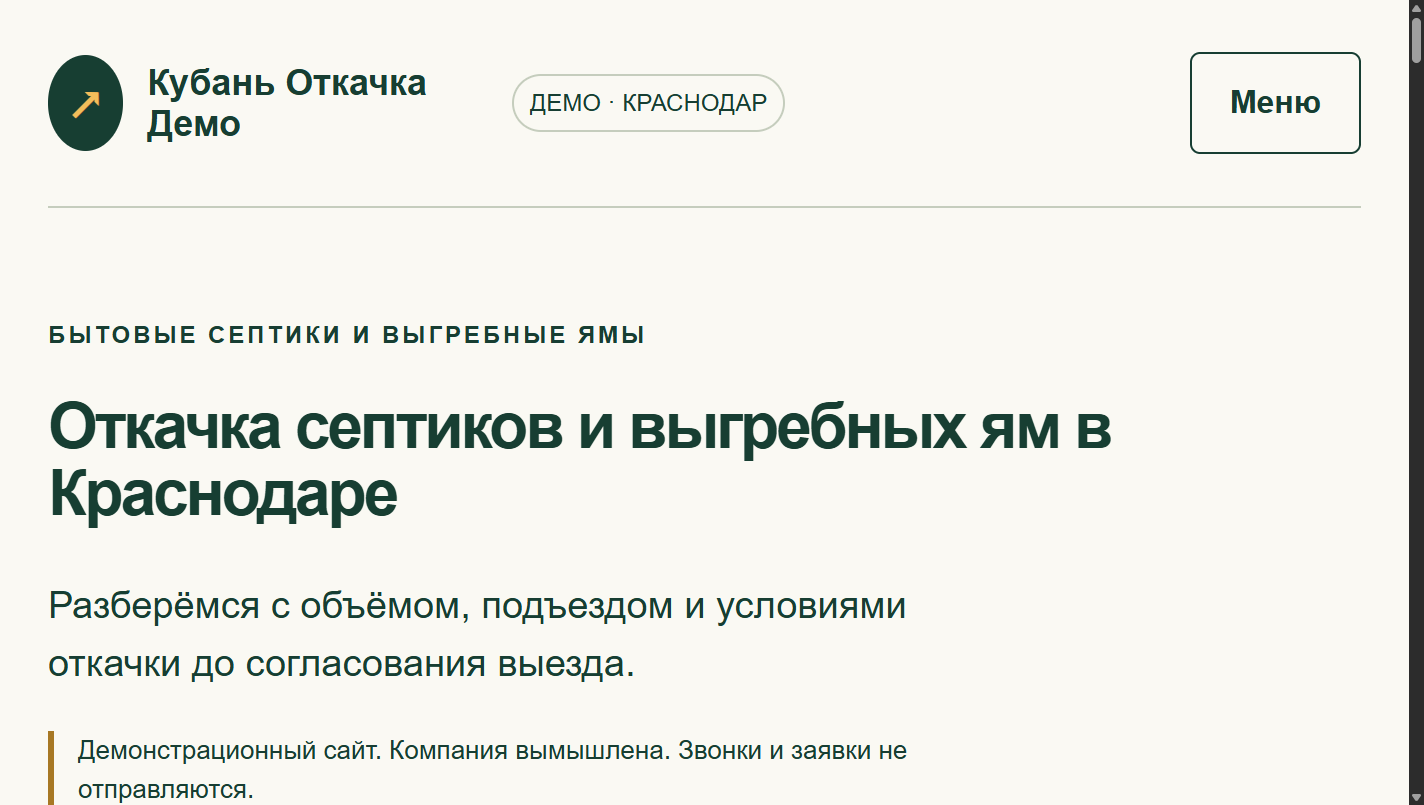 Кубань Откачка
Демо
ДЕМО · КРАСНОДАР
Меню
БЫТОВЫЕ СЕПТИКИ И ВЫГРЕБНЫЕ ЯМЫ
Откачка септиков и выгребных ям в
Краснодаре
Разберёмся с объёмом, подъездом и условиями
откачки до согласования выезда.
Демонстрационный сайт. Компания вымышлена. Звонки и заявки не
отправляются.